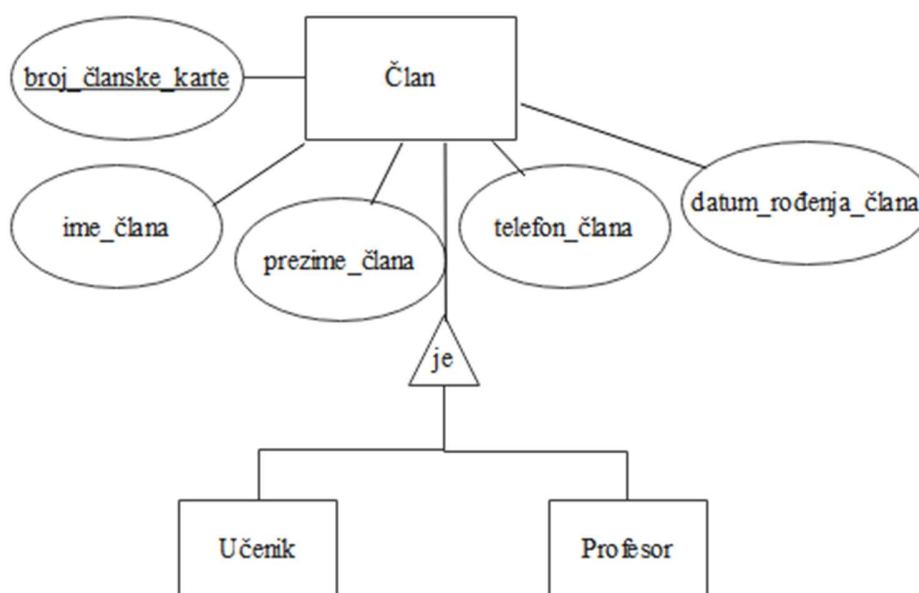 Član
broj_članske_karte
ime_člana
prezime_člana
telefon_člana
datum_rođenja_člana
je
Učenik
Profesor